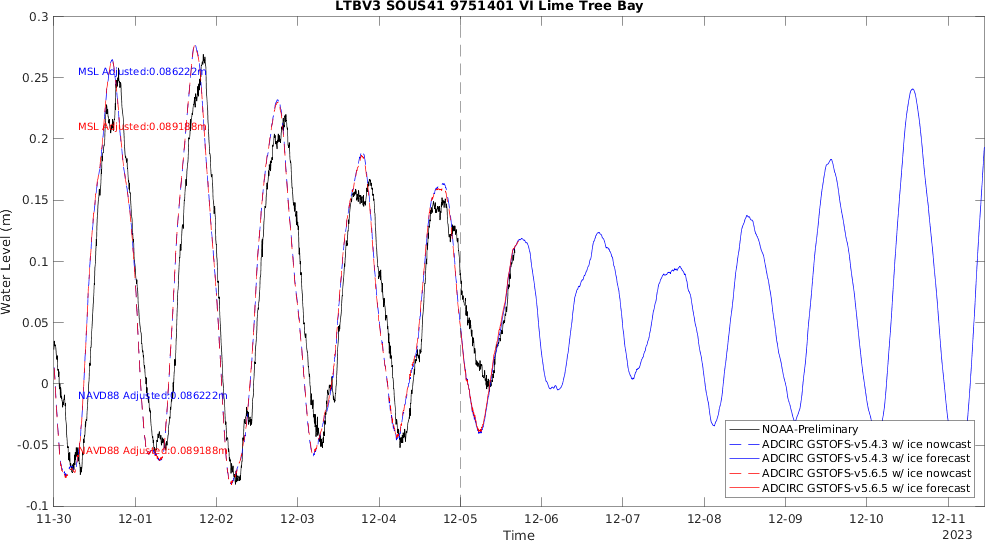 LTBV3 SOUS41 9751401 VI Lime Tree Bay
0.3
0.25
0.2
0.15
0.1
0.05
0
-0.05
-0.1
Water Level (m)
MSL Adjusted:0.086222m
MSL Adjusted:0.089188m
NAVD88 Adjusted:0.086222m
NAVD88 Adjusted:0.089188m
NOAA-Preliminary
ADCIRC GSTOFS-v5.4.3 w/ ice nowcast
ADCIRC GSTOFS-v5.4.3 w/ ice forecast
ADCIRC GSTOFS-v5.6.5 w/ ice nowcast
ADCIRC GSTOFS-v5.6.5 w/ ice forecast
11-30 12-01 12-02 12-03 12-04 12-05 12-06 12-07 12-08 12-09 12-10 12-11
Time
2023